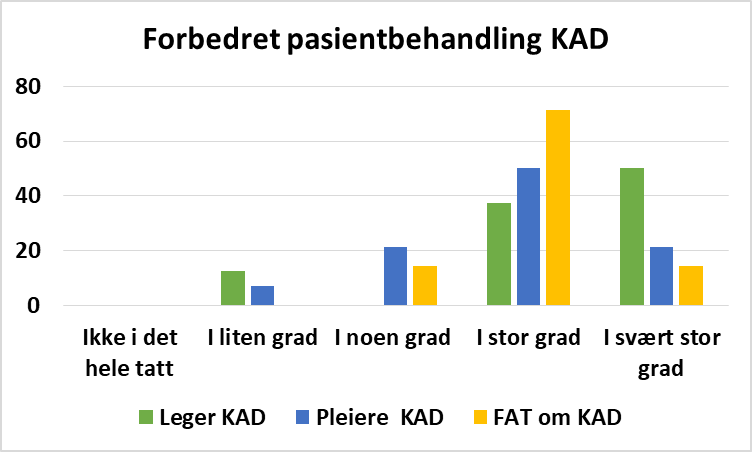 Forbedret pasientbehandling KAD
80
60
40
20
0
Ikke i det
hele tatt
I liten grad
I noen grad
I stor grad
I svært stor
grad
Leger KAD
Pleiere  KAD
FAT om KAD